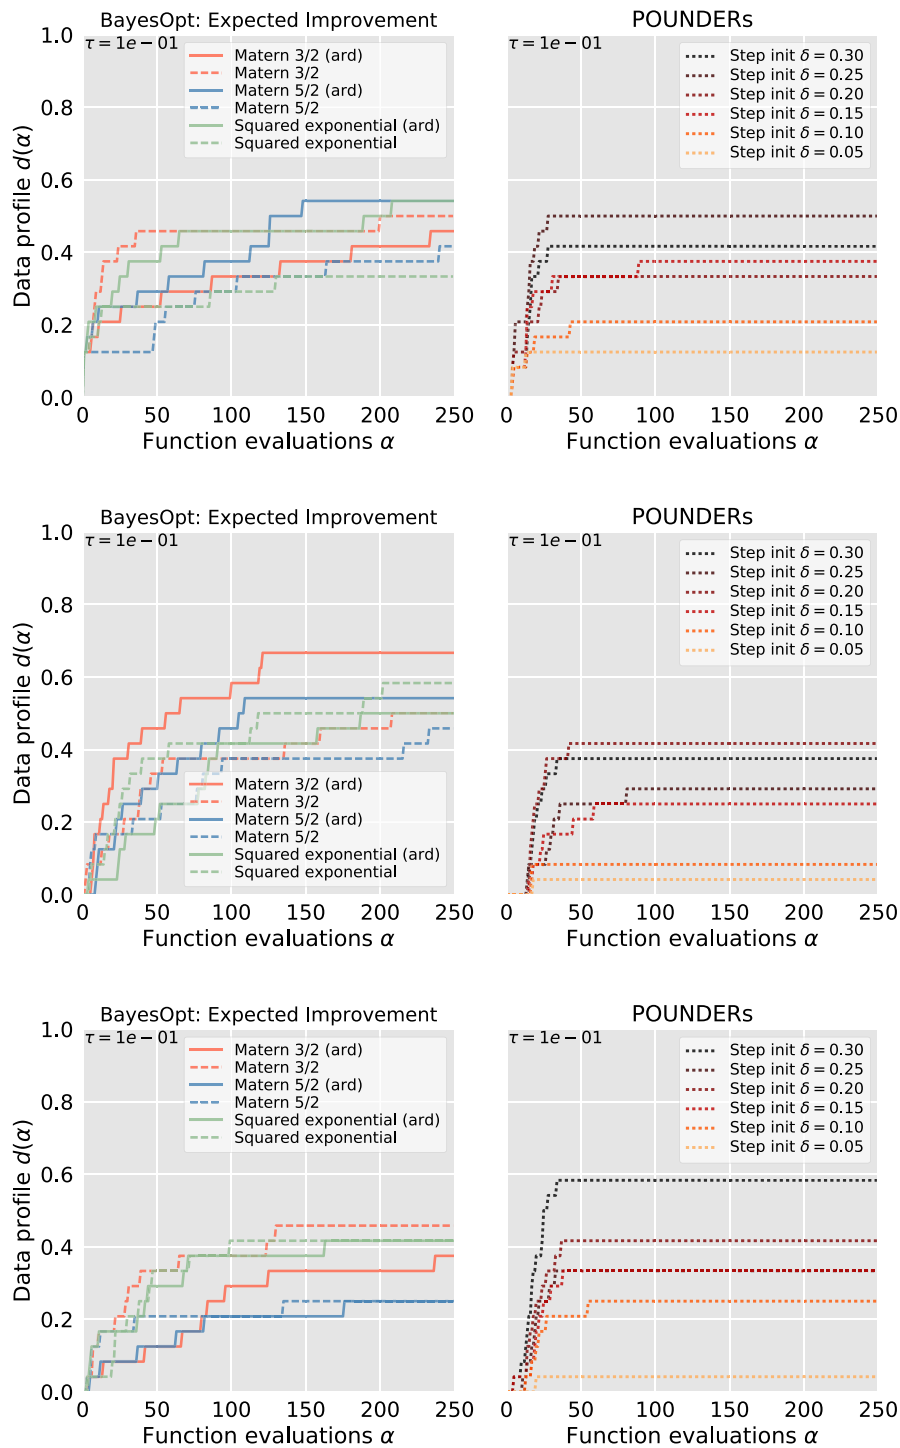 BayesOpt: Expected Improvement
τ = 1e − 01
Matern 3/2 (ard)
Matern 3/2
Matern 5/2 (ard)
Matern 5/2
Squared exponential (ard)
Squared exponential
Data profile d(α)
1.0
0.8
0.6
0.4
0.2
0.0
0 50 100 150 200 250
Function evaluations α
POUNDERs
τ = 1e − 01
Step init δ = 0.30
Step init δ = 0.25
Step init δ = 0.20
Step init δ = 0.15
Step init δ = 0.10
Step init δ = 0.05
0 50 100 150 200 250
Function evaluations α
BayesOpt: Expected Improvement
τ = 1e − 01
Matern 3/2 (ard)
Matern 3/2
Matern 5/2 (ard)
Matern 5/2
Squared exponential (ard)
Squared exponential
Data profile d(α)
1.0
0.8
0.6
0.4
0.2
0.0
0 50 100 150 200 250
Function evaluations α
POUNDERs
τ = 1e − 01
Step init δ = 0.30
Step init δ = 0.25
Step init δ = 0.20
Step init δ = 0.15
Step init δ = 0.10
Step init δ = 0.05
0 50 100 150 200 250
Function evaluations α
BayesOpt: Expected Improvement
τ = 1e − 01
Matern 3/2 (ard)
Matern 3/2
Matern 5/2 (ard)
Matern 5/2
Squared exponential (ard)
Squared exponential
Data profile d(α)
1.0
0.8
0.6
0.4
0.2
0.0
0 50 100 150 200 250
Function evaluations α
POUNDERs
τ = 1e − 01
Step init δ = 0.30
Step init δ = 0.25
Step init δ = 0.20
Step init δ = 0.15
Step init δ = 0.10
Step init δ = 0.05
0 50 100 150 200 250
Function evaluations α